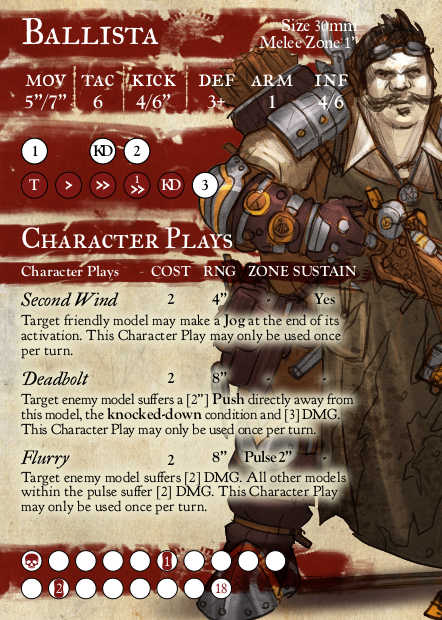 Ballista
Size 30mm
Melee Zone 1"
MOV TAC KICK DEF ARM INF
5"/7" 6 4/6" 3+ 1 4/6
1 KD 2
T > >> 1 >> KD 3
Character Plays
Character Plays - COST RNG ZONE SUSTAIN
Second Wind 2 4" - Yes
Target friendly model may make a Jog at the end of its
activation. This Character Play may only be used once
per turn.
Deadbolt 2 8" - -
Target enemy model suffers a [2"] Push directly away from
this model, the knocked-down condition and [3] DMG.
This Character Play may only be used once per turn.
Flurry 2 8" Pulse 2" -
Target enemy model suffers [2] DMG. All other models
within the pulse suffer [2] DMG. This Character Play
may only be used once per turn.
1
2 18